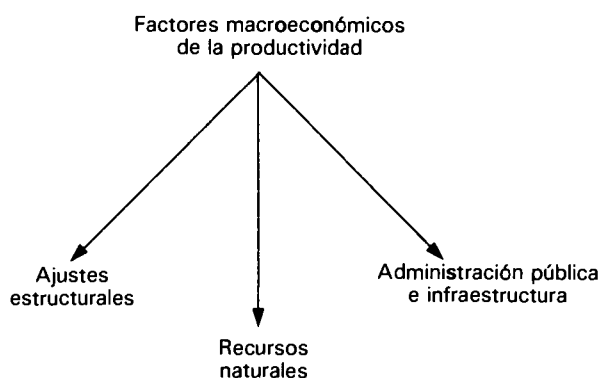 Factores macroeconómicos
de la productividad
Ajustes
estructurales
Administración pública
e infraestructura
Recursos
naturales